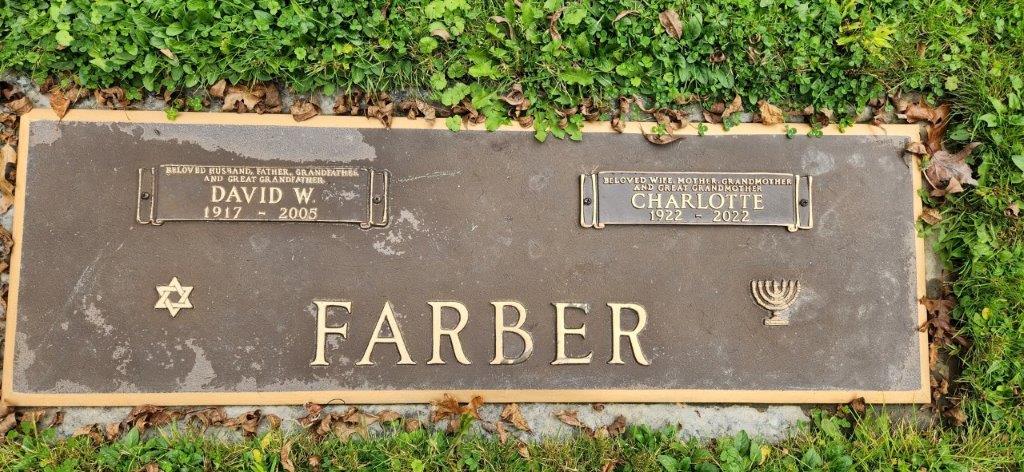 BELOVED HUSBAND, FATHER, GRANDFATHER
AND GREAT GRANDFATHER
DAVID W.
1917 - 2005
BELOVED WIFE, MOTHER, GRANDMOTHER
AND GREAT GRANDMOTHER
CHARLOTTE
1922 - 2022
FARBER